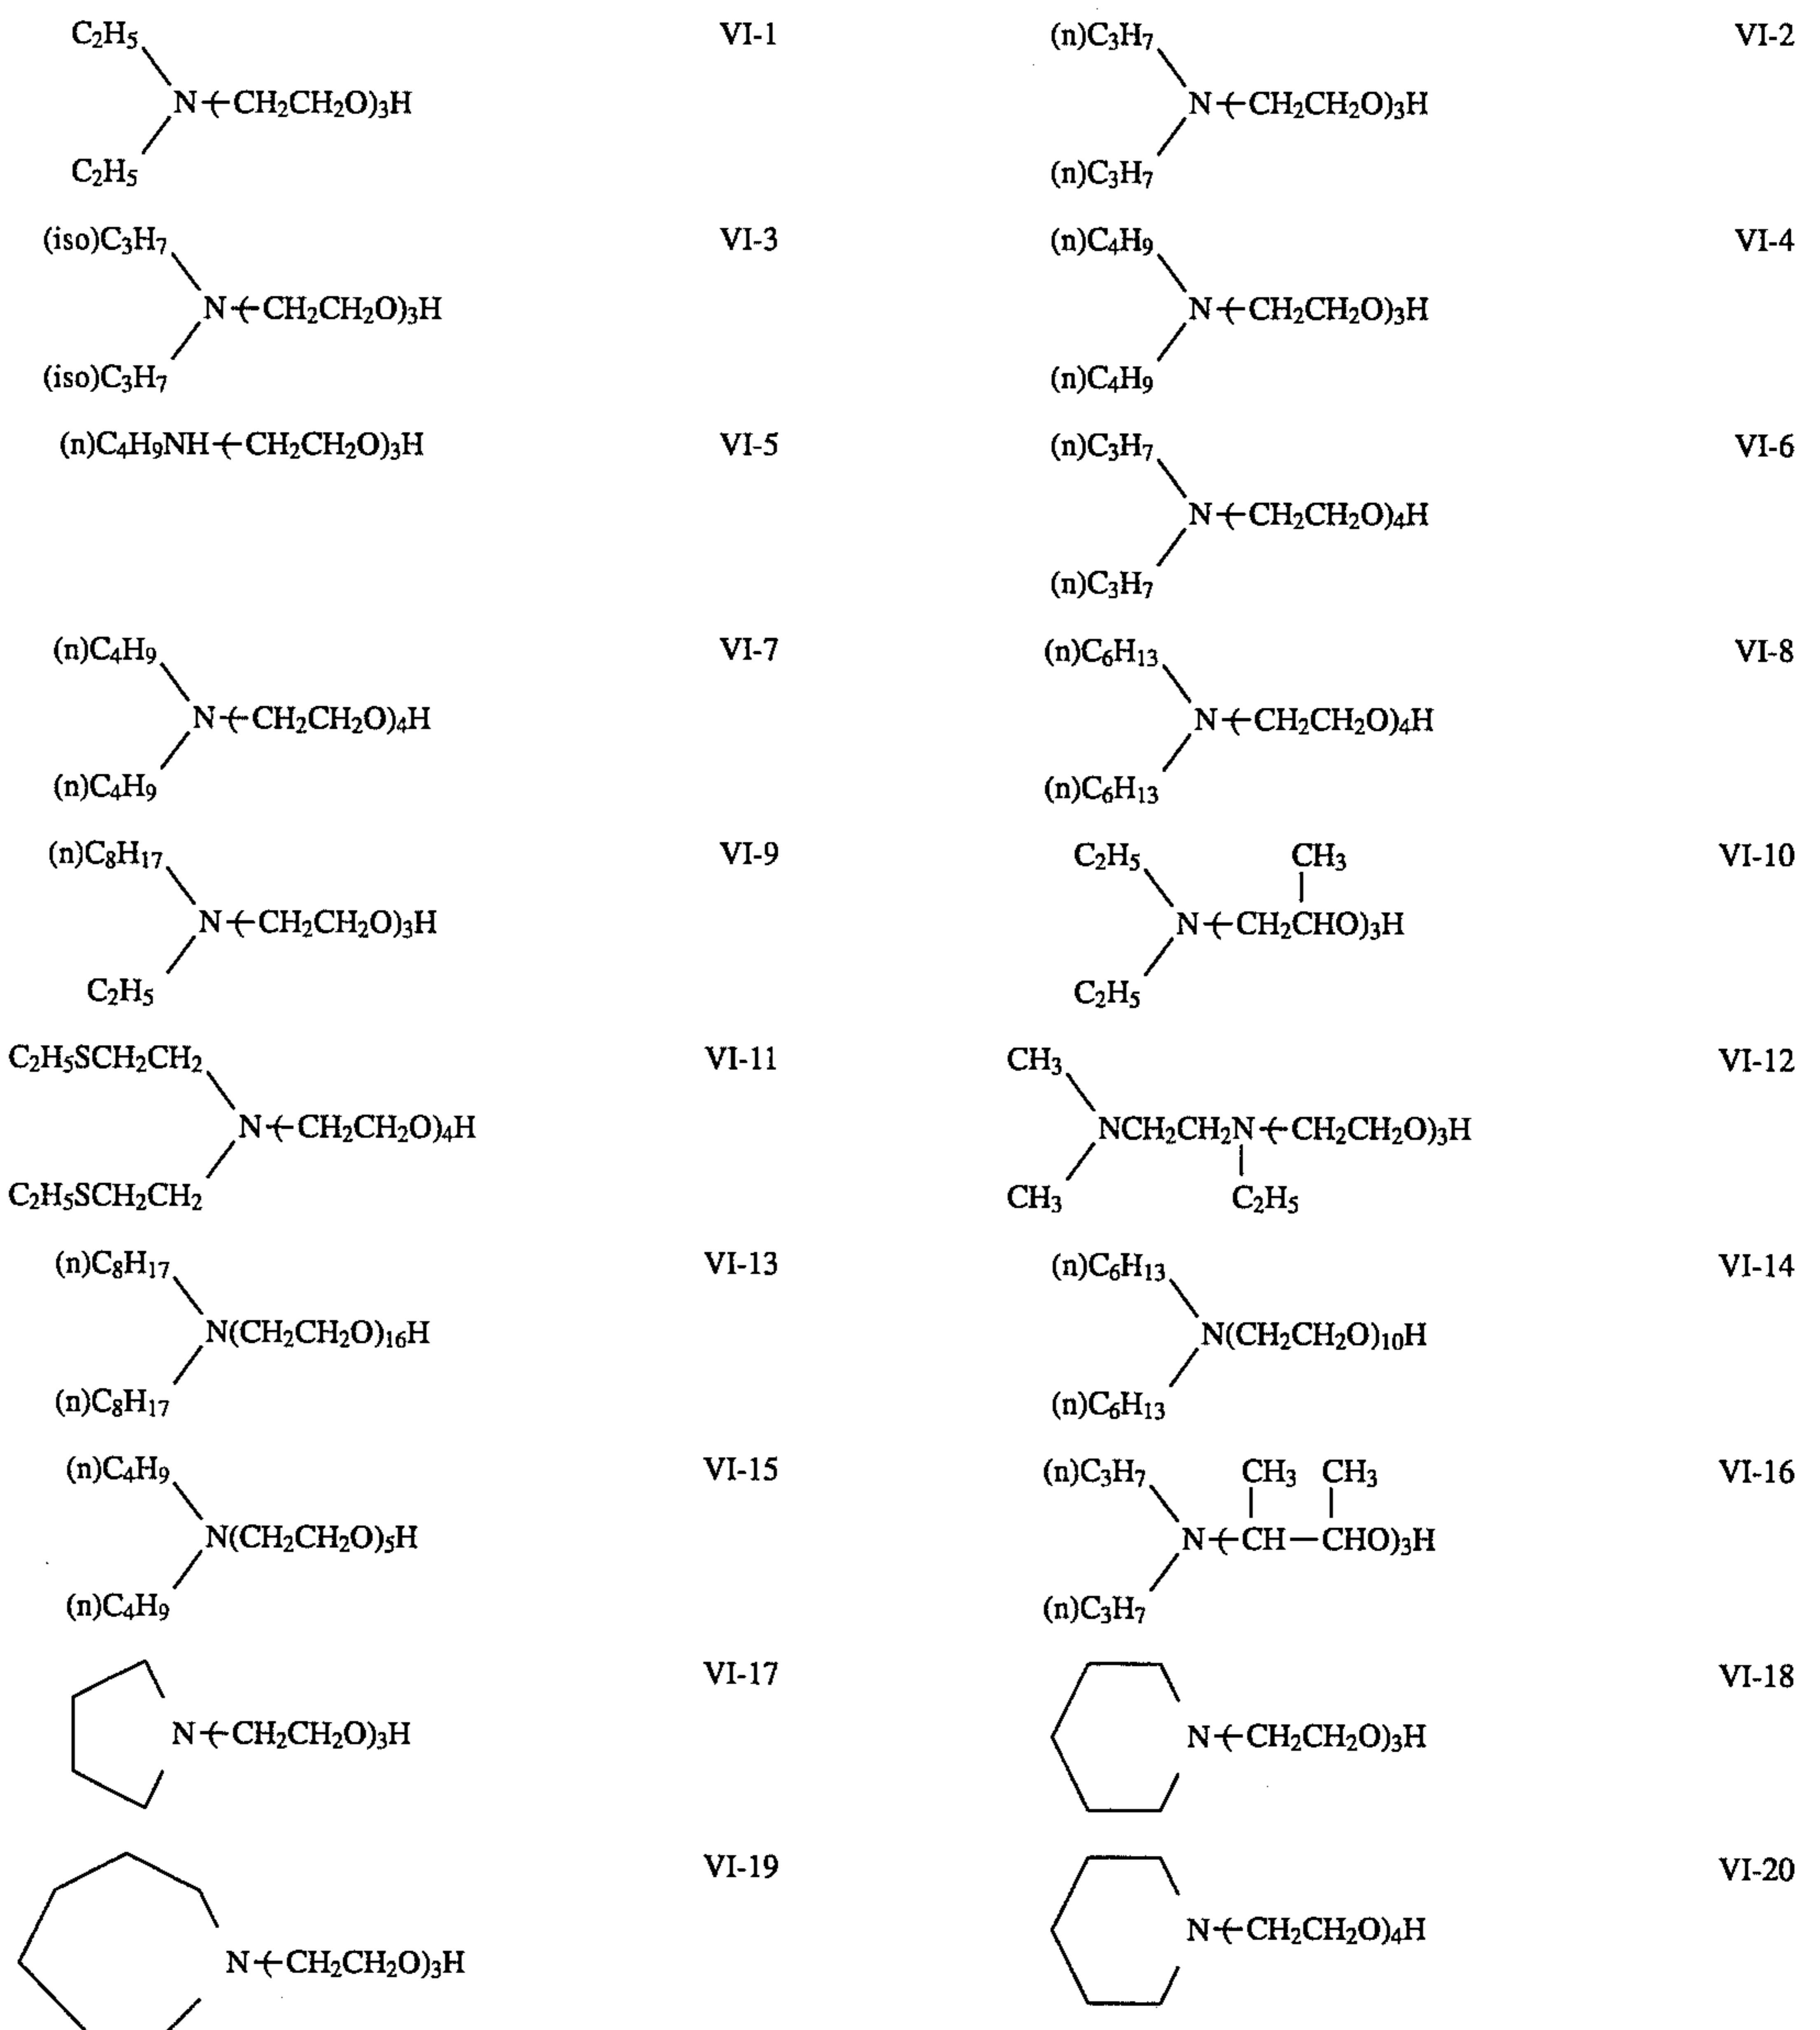 C2H5 VI-1 (n)C3H7 VI-2
N-(-CH2CH2O)3H N-(-CH2CH2O)3H
C2H5 (n)C3H7
(iso)C3H7 VI-3 (n)C4H9 VI-4
N-(-CH2CH2O)3H N-(-CH2CH2O)3H
(iso)C3H7 (n)C4H9
(n)C4H9NH-(-CH2CH2O)3H VI-5 (n)C3H7 VI-6
N-(-CH2CH2O)4H
(n)C3H7
(n)C4H9 VI-7 (n)C6H13 VI-8
N-(-CH2CH2O)4H N-(-CH2CH2O)4H
(n)C4H9 (n)C6H13
(n)C8H17 VI-9 C2H5 CH3 VI-10
N-(-CH2CH2O)3H N-(-CH2CHO)3H
C2H5 C2H5
C2H5SCH2CH2 VI-11 CH3 VI-12
N-(-CH2CH2O)4H NCH2CH2N-(-CH2CH2O)3H
C2H5SCH2CH2 CH3 C2H5
(n)C8H17 VI-13 (n)C6H13 VI-14
N(CH2CH2O)16H N(CH2CH2O)10H
(n)C8H17 (n)C6H13
(n)C4H9 VI-15 (n)C3H7 CH3 CH3 VI-16
N(CH2CH2O)5H N-(-CH—CHO)3H
(n)C4H9 (n)C3H7
VI-17 VI-18
N-(-CH2CH2O)3H N-(-CH2CH2O)3H
VI-19 VI-20
N-(-CH2CH2O)3H N-(-CH2CH2O)4H